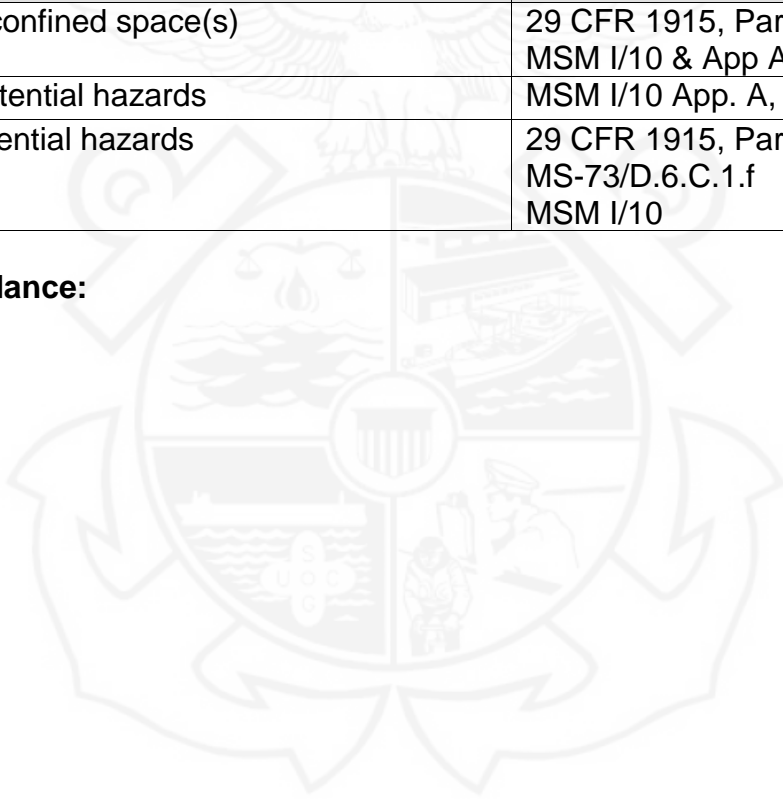 confined space(s) 29 CFR 1915, Par
MSM I/10 & App A
tential hazards MSM I/10 App. A,
ential hazards 29 CFR 1915, Par
MS-73/D.6.C.1.f
MSM I/10
lance:
S
U D C
G